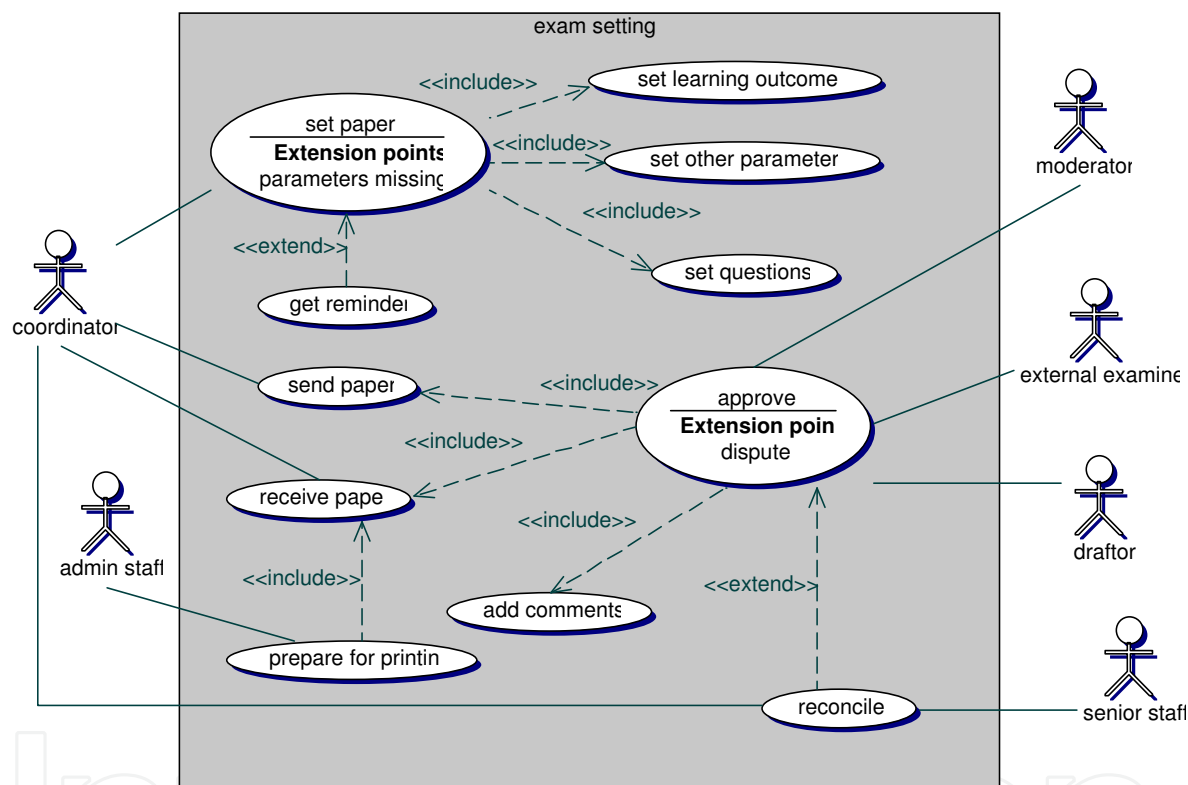 exam setting
<<include>>
set learning outcome
set paper
Extension points
parameters missing
<<include>>
set other parameter
moderator
<<include>>
<<extend>>
set questions
get reminder
coordinator
external examine
send paper
<<include>>
approve
Extension poin
dispute
<<include>>
receive pape
<<include>>
draftor
admin staff
<<include>>
<<extend>>
add comments
prepare for printin
reconcile
senior staff